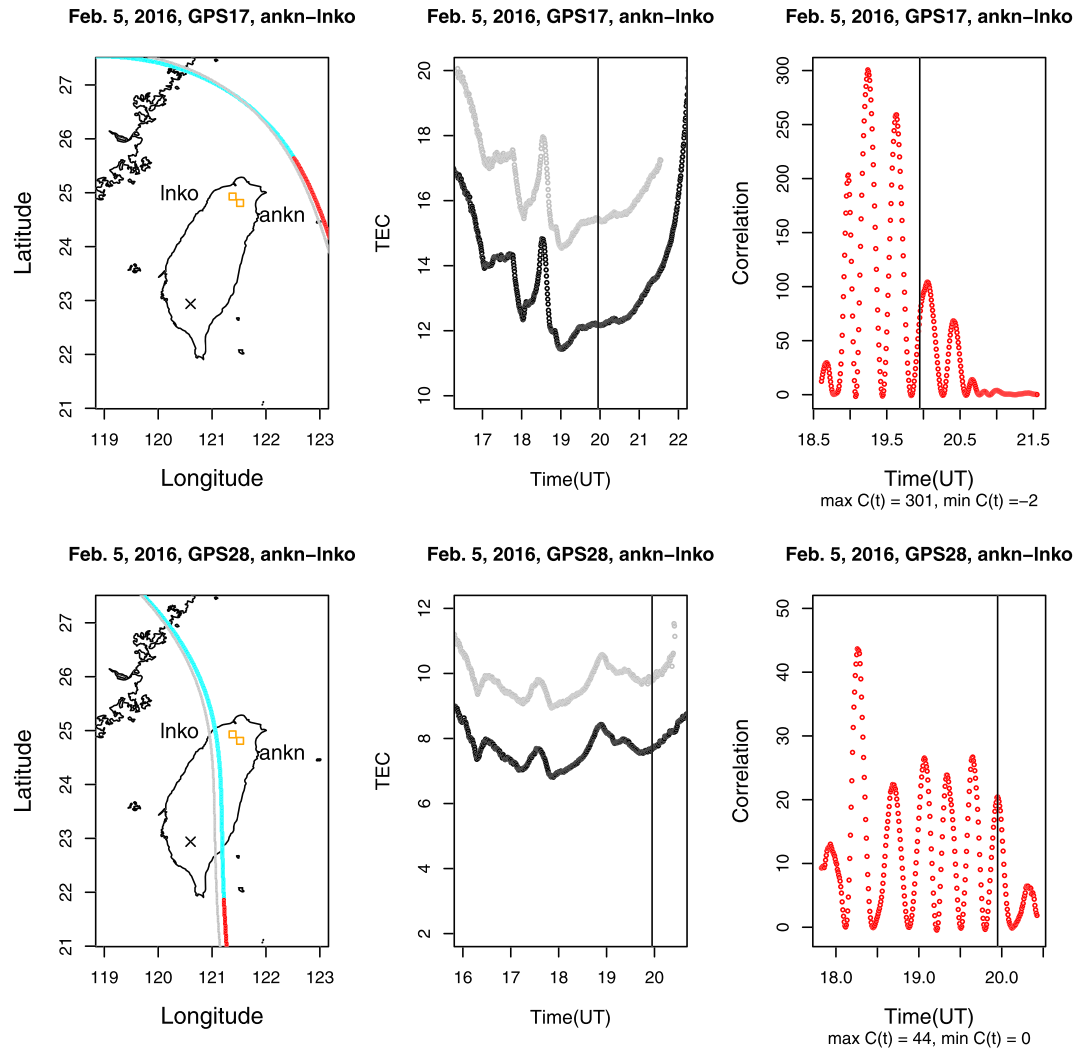 Feb. 5, 2016, GPS17, ankn−lnko
Latitude
27
26
25
24
23
22
21
lnko
ankn
119 120 121 122 123
Longitude
Feb. 5, 2016, GPS17, ankn−lnko
TEC
20
18
16
14
12
10
17 18 19 20 21 22
Time(UT)
Feb. 5, 2016, GPS17, ankn−lnko
Correlation
300
250
200
150
100
50
0
18.5 19.5 20.5 21.5
Time(UT)
max C(t) = 301, min C(t) =−2
Feb. 5, 2016, GPS28, ankn−lnko
Latitude
27
26
25
24
23
22
21
lnko
ankn
119 120 121 122 123
Longitude
Feb. 5, 2016, GPS28, ankn−lnko
TEC
12
10
8
6
4
2
16 17 18 19 20
Time(UT)
Feb. 5, 2016, GPS28, ankn−lnko
Correlation
50
40
30
20
10
0
18.0 19.0 20.0
Time(UT)
max C(t) = 44, min C(t) = 0